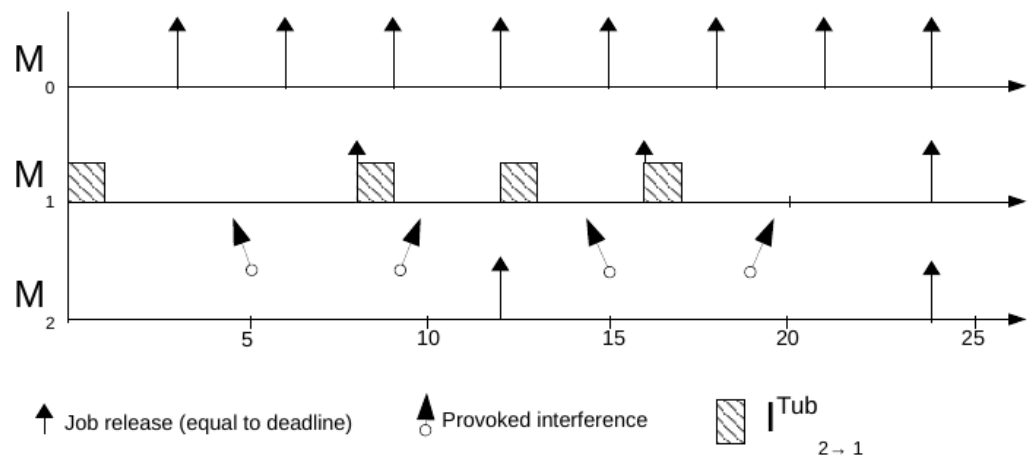 M
0
M
1
M
2
5 10 15 20 25
Job release (equal to deadline) Provoked interference I Tub
2→ 1